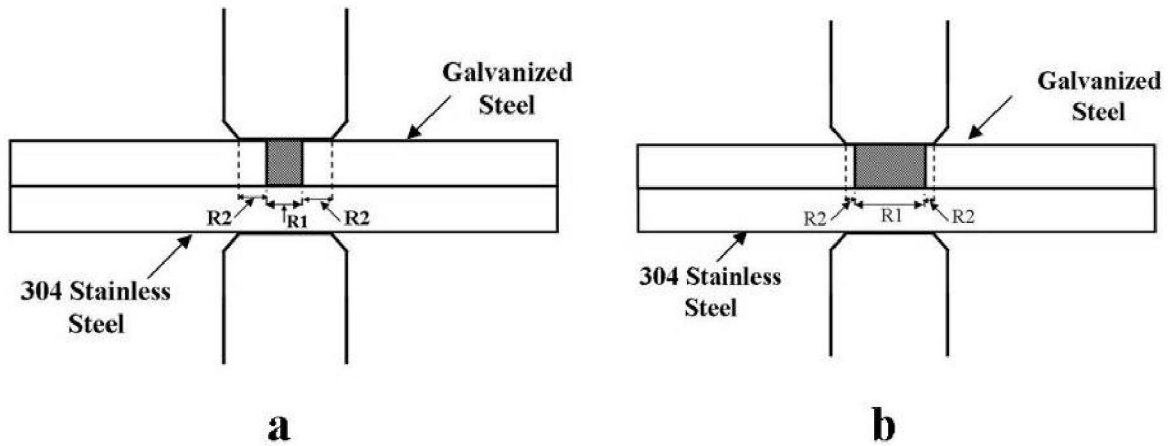 Galvanized
Steel
R2
R1
R2
304 Stainless
Steel
a
Galvanized
Steel
R2
R1
R2
304 Stainless
Steel
b